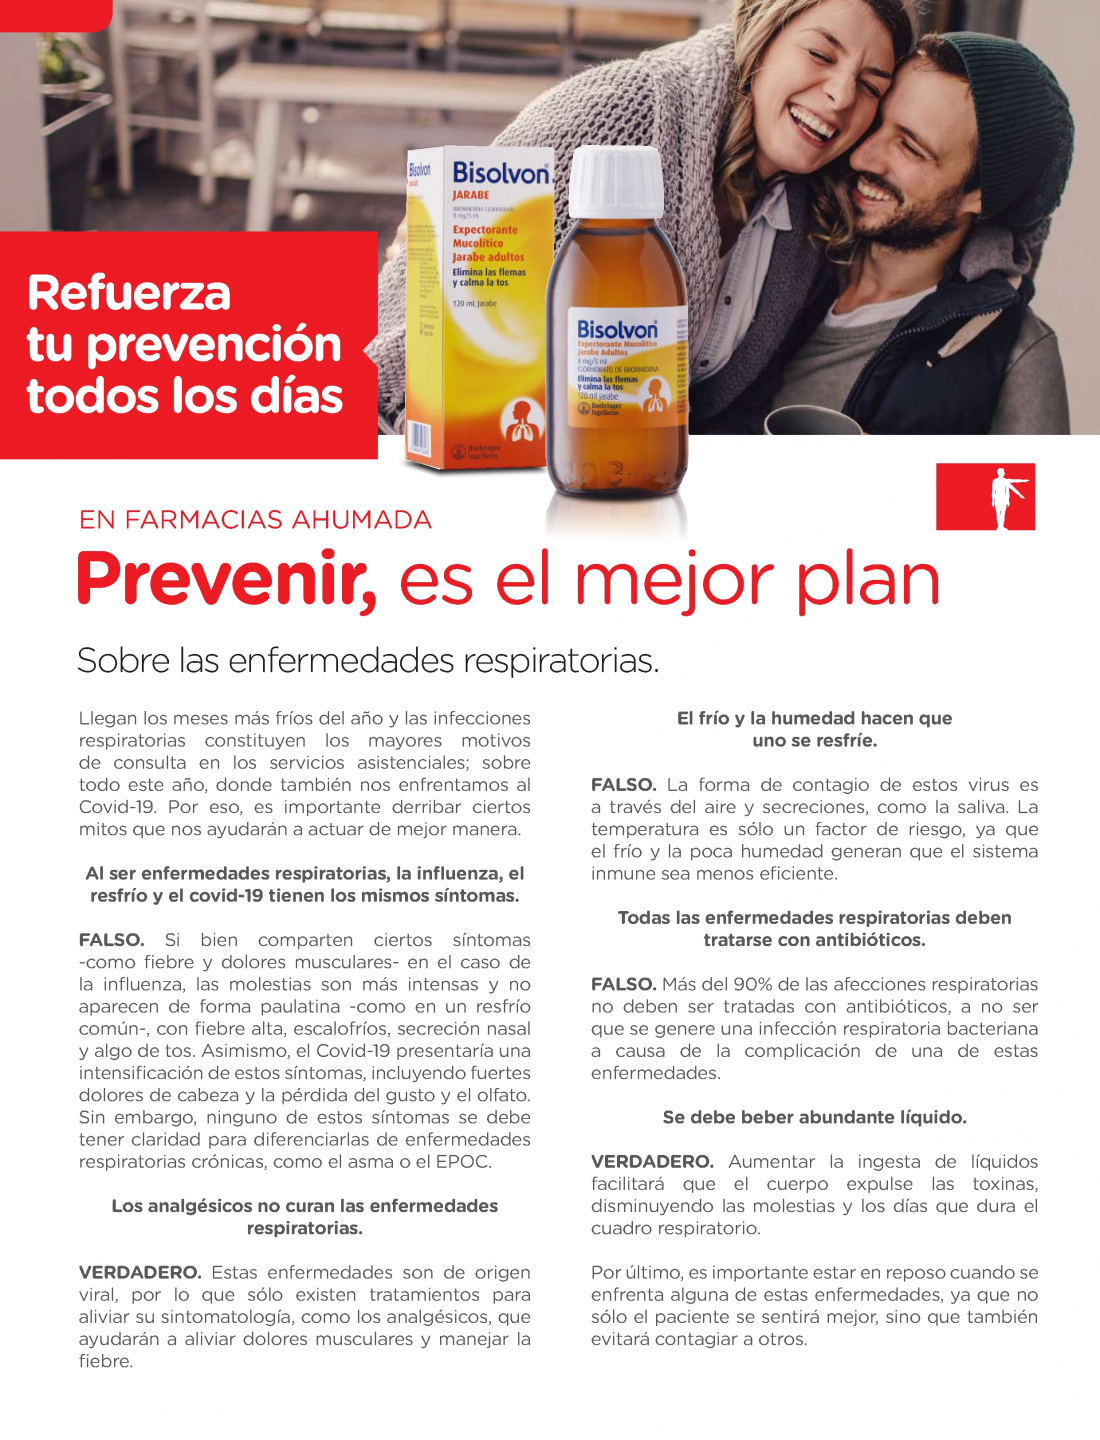 Refuerza
tu prevención
todos los días
Bisolvon
Bisolvon®
JARABE
BROMHEXINA CLORHIDRATO
8 mg/5 ml
Expectorante
Mucolítico
Jarabe adultos
Elimina las flemas
y calma la tos
120 mL Jarabe
Boehringer
Ingelheim
Bisolvon®
Expectorante Mucolítico
Jarabe Adultos
8 mg/5 ml
CLORHIDRATO DE BROMHEXINA
Elimina las flemas
y calma la tos
120 ml jarabe
Boehringer
Ingelheim
EN FARMACIAS AHUMADA
Prevenir, es el mejor plan
Sobre las enfermedades respiratorias.
Llegan los meses más fríos del año y las infecciones
respiratorias constituyen los mayores motivos
de consulta en los servicios asistenciales; sobre
todo este año, donde también nos enfrentamos al
Covid-19. Por eso, es importante derribar ciertos
mitos que nos ayudarán a actuar de mejor manera.
Al ser enfermedades respiratorias, la influenza, el
resfrío y el covid-19 tienen los mismos síntomas.
FALSO. Si bien comparten ciertos síntomas
-como fiebre y dolores musculares- en el caso de
la influenza, las molestias son más intensas y no
aparecen de forma paulatina -como en un resfrío
común-, con fiebre alta, escalofríos, secreción nasal
y algo de tos. Asimismo, el Covid-19 presentaría una
intensificación de estos síntomas, incluyendo fuertes
dolores de cabeza y la pérdida del gusto y el olfato.
Sin embargo, ninguno de estos síntomas se debe
tener claridad para diferenciarlas de enfermedades
respiratorias crónicas, como el asma o el EPOC.
Los analgésicos no curan las enfermedades
respiratorias.
VERDADERO. Estas enfermedades son de origen
viral, por lo que sólo existen tratamientos para
aliviar su sintomatología, como los analgésicos, que
ayudarán a aliviar dolores musculares y manejar la
fiebre.
El frío y la humedad hacen que
uno se resfríe.
FALSO. La forma de contagio de estos virus es
a través del aire y secreciones, como la saliva. La
temperatura es sólo un factor de riesgo, ya que
el frío y la poca humedad generan que el sistema
inmune sea menos eficiente.
Todas las enfermedades respiratorias deben
tratarse con antibióticos.
FALSO. Más del 90% de las afecciones respiratorias
no deben ser tratadas con antibióticos, a no ser
que se genere una infección respiratoria bacteriana
a causa de la complicación de una de estas
enfermedades.
Se debe beber abundante líquido.
VERDADERO. Aumentar la ingesta de líquidos
facilitará que el cuerpo expulse las toxinas,
disminuyendo las molestias y los días que dura el
cuadro respiratorio.
Por último, es importante estar en reposo cuando se
enfrenta alguna de estas enfermedades, ya que no
sólo el paciente se sentirá mejor, sino que también
evitará contagiar a otros.